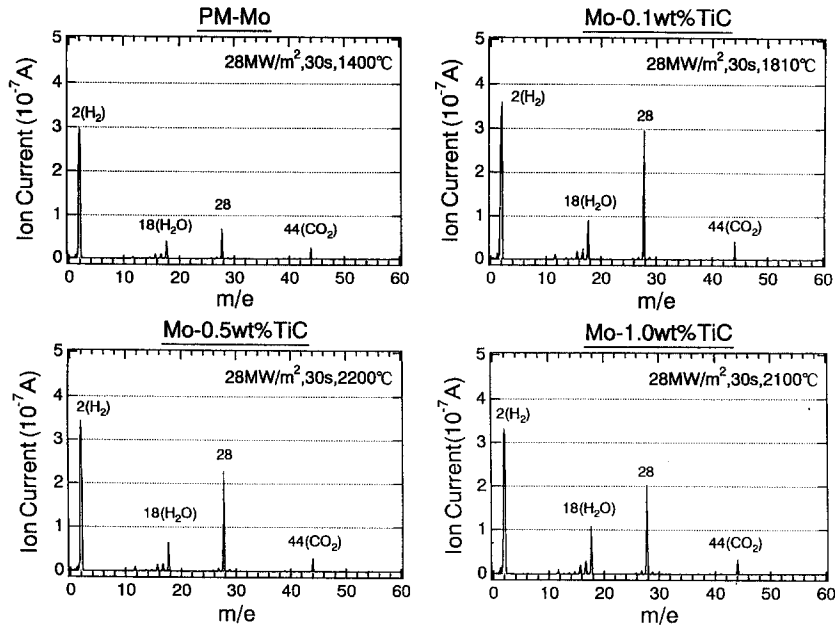 PM-Mo
28MW/m²,30s,1400℃
2(H₂)
18(H₂O)
28
44(CO₂)
Ion Current (10⁻⁷A)
5
4
3
2
1
0
0 10 20 30 40 50 60
m/e
Mo-0.1wt%TiC
28MW/m²,30s,1810℃
2(H₂)
28
18(H₂O)
44(CO₂)
Ion Current (10⁻⁷A)
5
4
3
2
1
0
0 10 20 30 40 50 60
m/e
Mo-0.5wt%TiC
28MW/m²,30s,2200℃
2(H₂)
28
18(H₂O)
44(CO₂)
Ion Current (10⁻⁷A)
5
4
3
2
1
0
0 10 20 30 40 50 60
m/e
Mo-1.0wt%TiC
28MW/m²,30s,2100℃
2(H₂)
28
18(H₂O)
44(CO₂)
Ion Current(10⁻⁷A)
5
4
3
2
1
0
0 10 20 30 40 50 60
m/e